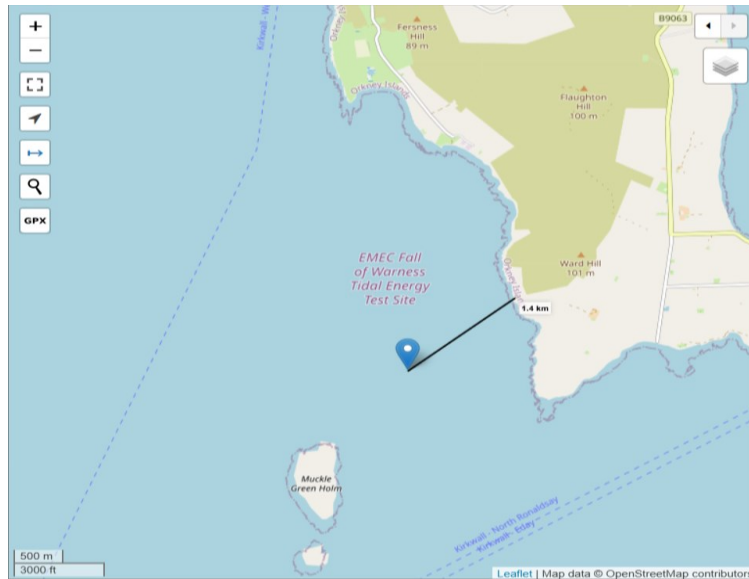 +
−
GPX
Kirkwall - W
Orkney Islands
Fersness
Hill
89 m
B9063
Flaughton
Hill
100 m
EMEC Fall
of Warness
Tidal Energy
Test Site
Ward Hill
101 m
1.4 km
Muckle
Green Holm
Kirkwall - North Ronaldsay
Kirkwall - Eday
500 m
3000 ft
Leaflet | Map data © OpenStreetMap contributors